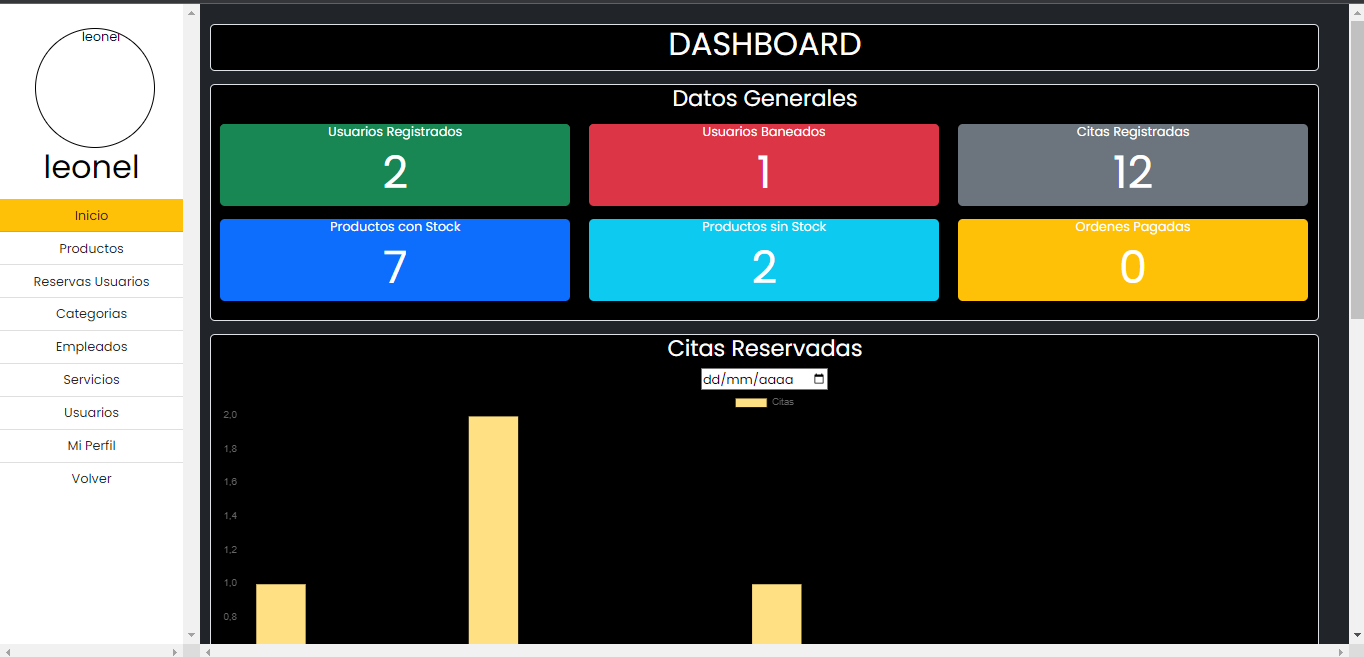 leonel
leonel
Inicio
Productos
Reservas Usuarios
Categorias
Empleados
Servicios
Usuarios
Mi Perfil
Volver
DASHBOARD
Datos Generales
Usuarios Registrados
2
Usuarios Baneados
1
Citas Registradas
12
Productos con Stock
7
Productos sin Stock
2
Ordenes Pagadas
0
Citas Reservadas
dd/mm/aaaa
Citas
2,0
1,8
1,6
1,4
1,2
1,0
0,8